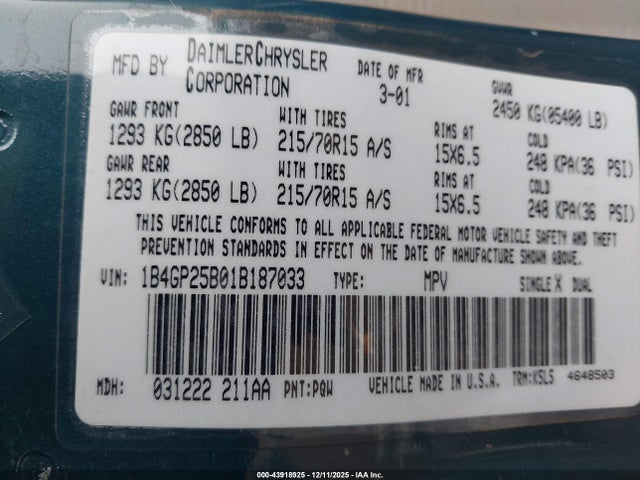 MFD BY DAIMLERCHRYSLER CORPORATION DATE OF MFR 3-01 GVWR 2450 KG(05400 LB)
GAWR FRONT WITH TIRES RIMS AT COLD
1293 KG(2850 LB) 215/70R15 A/S 15X6.5 248 KPA(36 PSI)
GAWR REAR WITH TIRES RIMS AT COLD
1293 KG(2850 LB) 215/70R15 A/S 15X6.5 248 KPA(36 PSI)
THIS VEHICLE CONFORMS TO ALL APPLICABLE FEDERAL MOTOR VEHICLE SAFETY AND THEFT
PREVENTION STANDARDS IN EFFECT ON THE DATE OF MANUFACTURE SHOWN ABOVE.
VIN: 1B4GP25B01B187033 TYPE: MPV SINGLE X DUAL
MDH: 031222 211AA PNT:PQW VEHICLE MADE IN U.S.A. TRM:KSL5 4648503
000-43918925 - 12/11/2025 - IAA Inc.